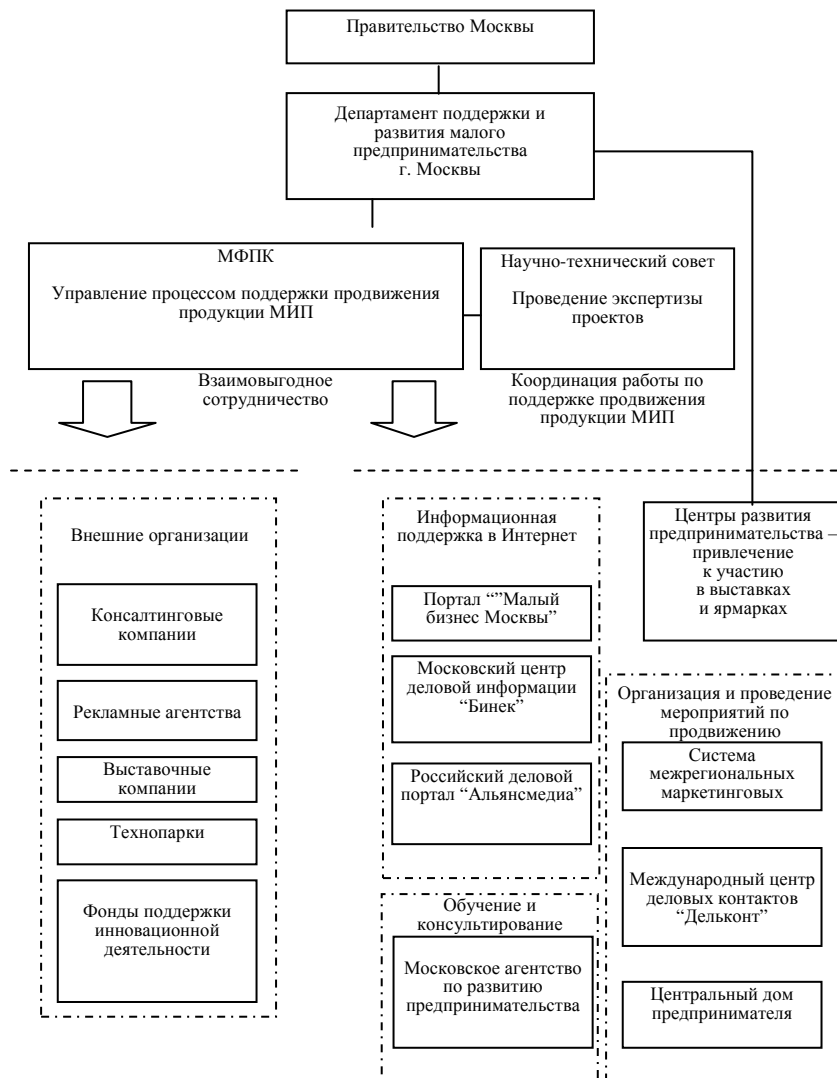 Правительство Москвы
Департамент поддержки и
развития малого
предпринимательства
г. Москвы
МФПК
Управление процессом поддержки продвижения
продукции МИП
Научно-технический совет
Проведение экспертизы
проектов
Взаимовыгодное
сотрудничество
Координация работы по
поддержке продвижения
продукции МИП
Внешние организации
Консалтинговые
компании
Рекламные агентства
Выставочные
компании
Технопарки
Фонды поддержки
инновационной
деятельности
Информационная
поддержка в Интернет
Портал “”Малый
бизнес Москвы”
Московский центр
деловой информации
“Бинек”
Российский деловой
портал “Альянсмедиа”
Обучение и
консультирование
Московское агентство
по развитию
предпринимательства
Центры развития
предпринимательства –
привлечение
к участию
в выставках
и ярмарках
Организация и проведение
мероприятий по
продвижению
Система
межрегиональных
маркетинговых
Международный центр
деловых контактов
“Дельконт”
Центральный дом
предпринимателя